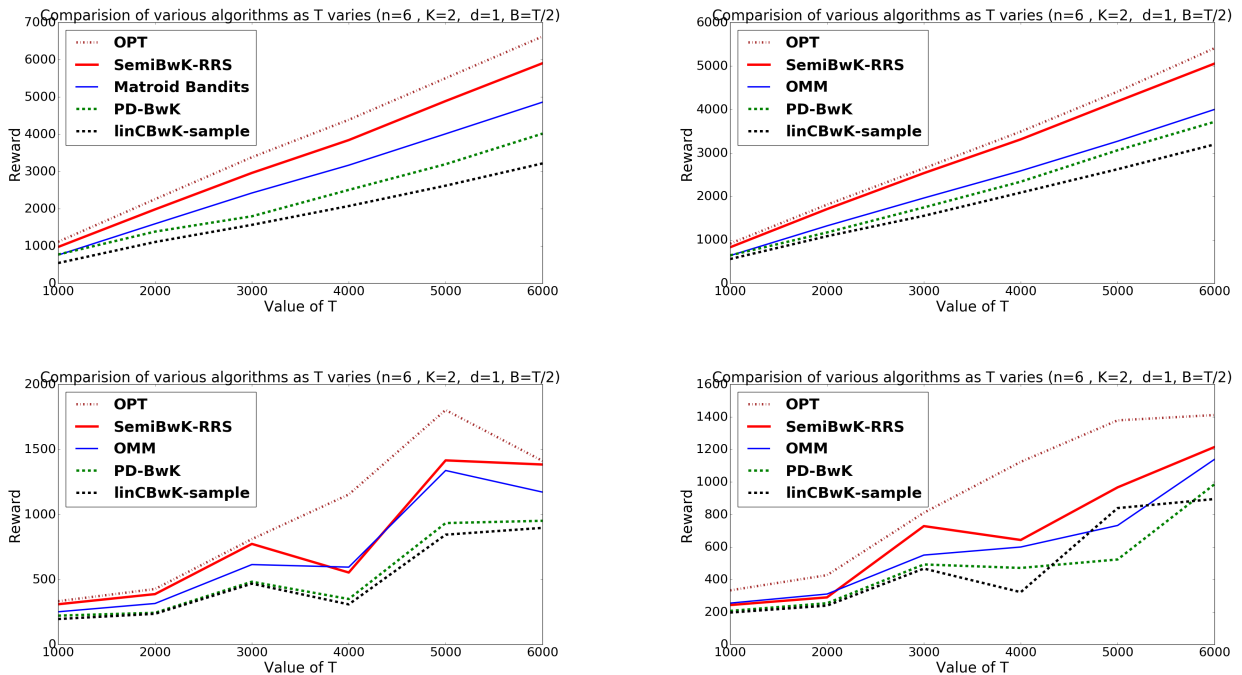 Comparision of various algorithms as T varies (n=6 , K=2, d=1, B=T/2)
7000
6000
5000
4000
3000
2000
1000
0
Reward
OPT
SemiBwK-RRS
Matroid Bandits
PD-BwK
linCBwK-sample
1000 2000 3000 4000 5000 6000
Value of T
Comparision of various algorithms as T varies (n=6 , K=2, d=1, B=T/2)
6000
5000
4000
3000
2000
1000
0
Reward
OPT
SemiBwK-RRS
OMM
PD-BwK
linCBwK-sample
1000 2000 3000 4000 5000 6000
Value of T
Comparision of various algorithms as T varies (n=6 , K=2, d=1, B=T/2)
2000
1500
1000
500
0
Reward
OPT
SemiBwK-RRS
OMM
PD-BwK
linCBwK-sample
1000 2000 3000 4000 5000 6000
Value of T
Comparision of various algorithms as T varies (n=6 , K=2, d=1, B=T/2)
1600
1400
1200
1000
800
600
400
200
0
Reward
OPT
SemiBwK-RRS
OMM
PD-BwK
linCBwK-sample
1000 2000 3000 4000 5000 6000
Value of T